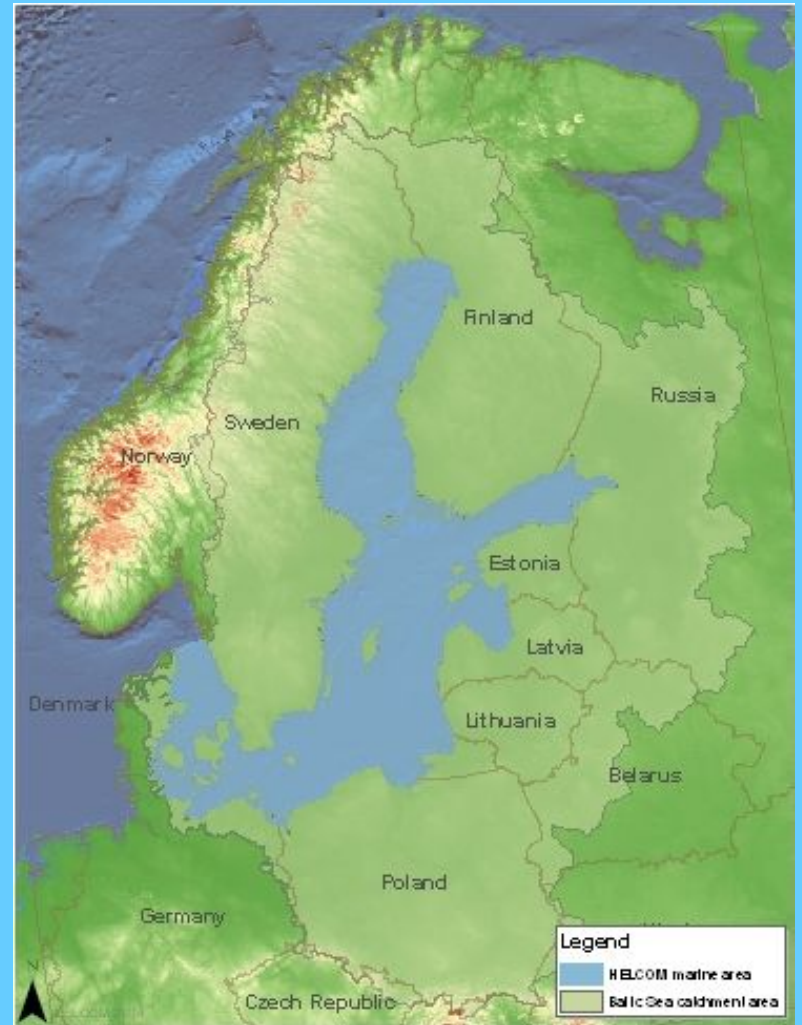 Finland
Russia
Sweden
Norway
Estonia
Latvia
Denmark
Lithuania
Belarus
Poland
Germany
Czech Republic
Legend
HELCOM marine area
Baltic Sea catchment area
N